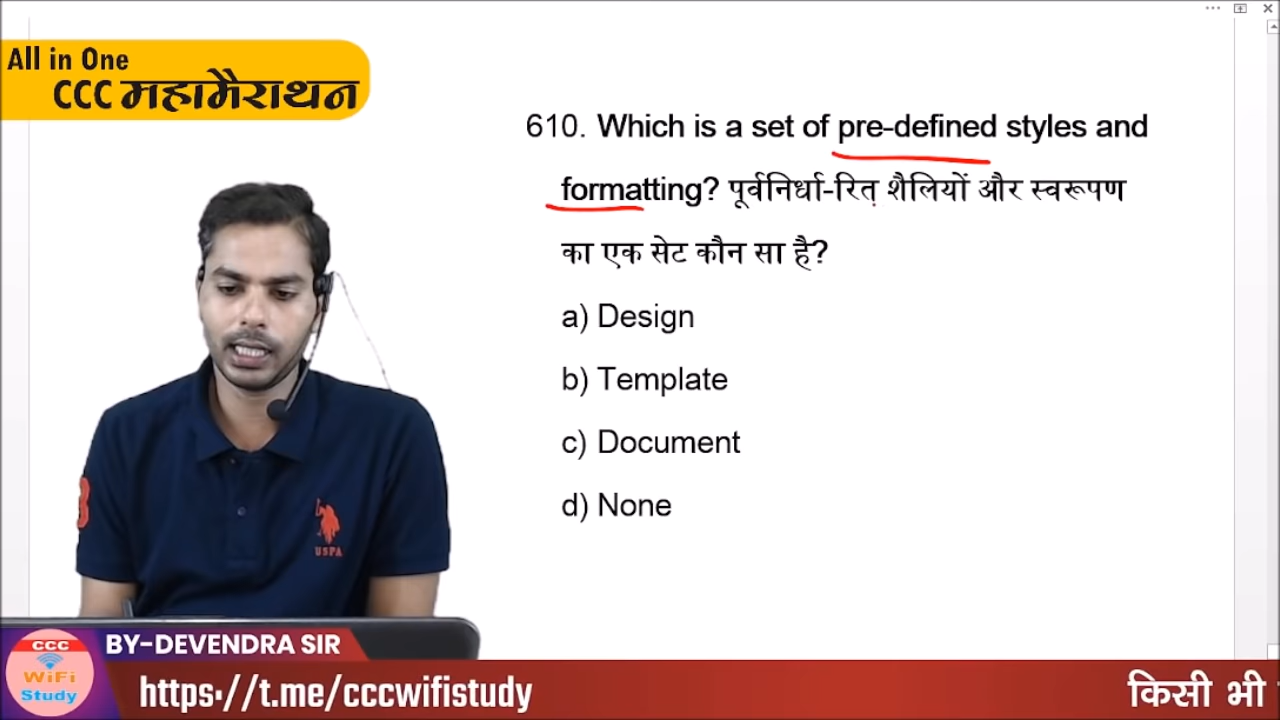 All in One
CCC महामैराथन
610. Which is a set of pre-defined styles and
formatting? पूर्वनिर्धा-रित शैलियों और स्वरूपण
का एक सेट कौन सा है?
a) Design
b) Template
c) Document
d) None
3
USPA
CCC
WiFi
Study
BY-DEVENDRA SIR
https://t.me/cccwifistudy
किसी भी